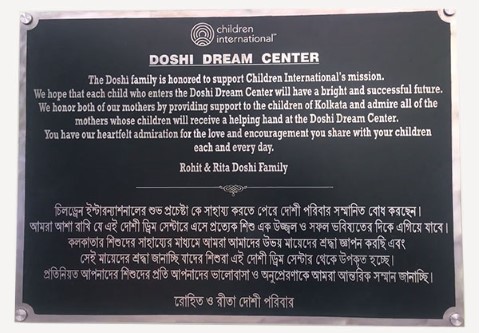 children
international
DOSHI DREAM CENTER
The Doshi family is honored to support Children International's mission.
We hope that each child who enters the Doshi Dream Center will have a bright and successful future.
We honor both of our mothers by providing support to the children of Kolkata and admire all of the
mothers whose children will receive a helping hand at the Doshi Dream Center.
You have our heartfelt admiration for the love and encouragement you share with your children
each and every day.
Rohit & Rita Doshi Family
চিলড্রেন ইন্টারন্যাশনালের শুভ প্রচেষ্টা কে সাহায্য করতে পেরে দোশী পরিবার সম্মানিত বোধ করছেন।
আমরা আশা রাখি যে এই দোশী ড্রিম সেন্টারে এসে প্রত্যেক শিশু এক উজ্জ্বল ও সফল ভবিষ্যতের দিকে এগিয়ে যাবে।
কলকাতার শিশুদের সাহায্যের মাধ্যমে আমরা আমাদের উভয় মায়েদের শ্রদ্ধা জ্ঞাপন করছি এবং
সেই মায়েদের শ্রদ্ধা জানাচ্ছি যাদের শিশুরা এই দোশী ড্রিম সেন্টার থেকে উপকৃত হচ্ছে।
প্রতিনিয়ত আপনাদের শিশুদের প্রতি আপনাদের ভালোবাসা ও অনুপ্রেরণাকে আমরা আন্তরিক সম্মান জানাচ্ছি।
রোহিত ও রীতা দোশী পরিবার